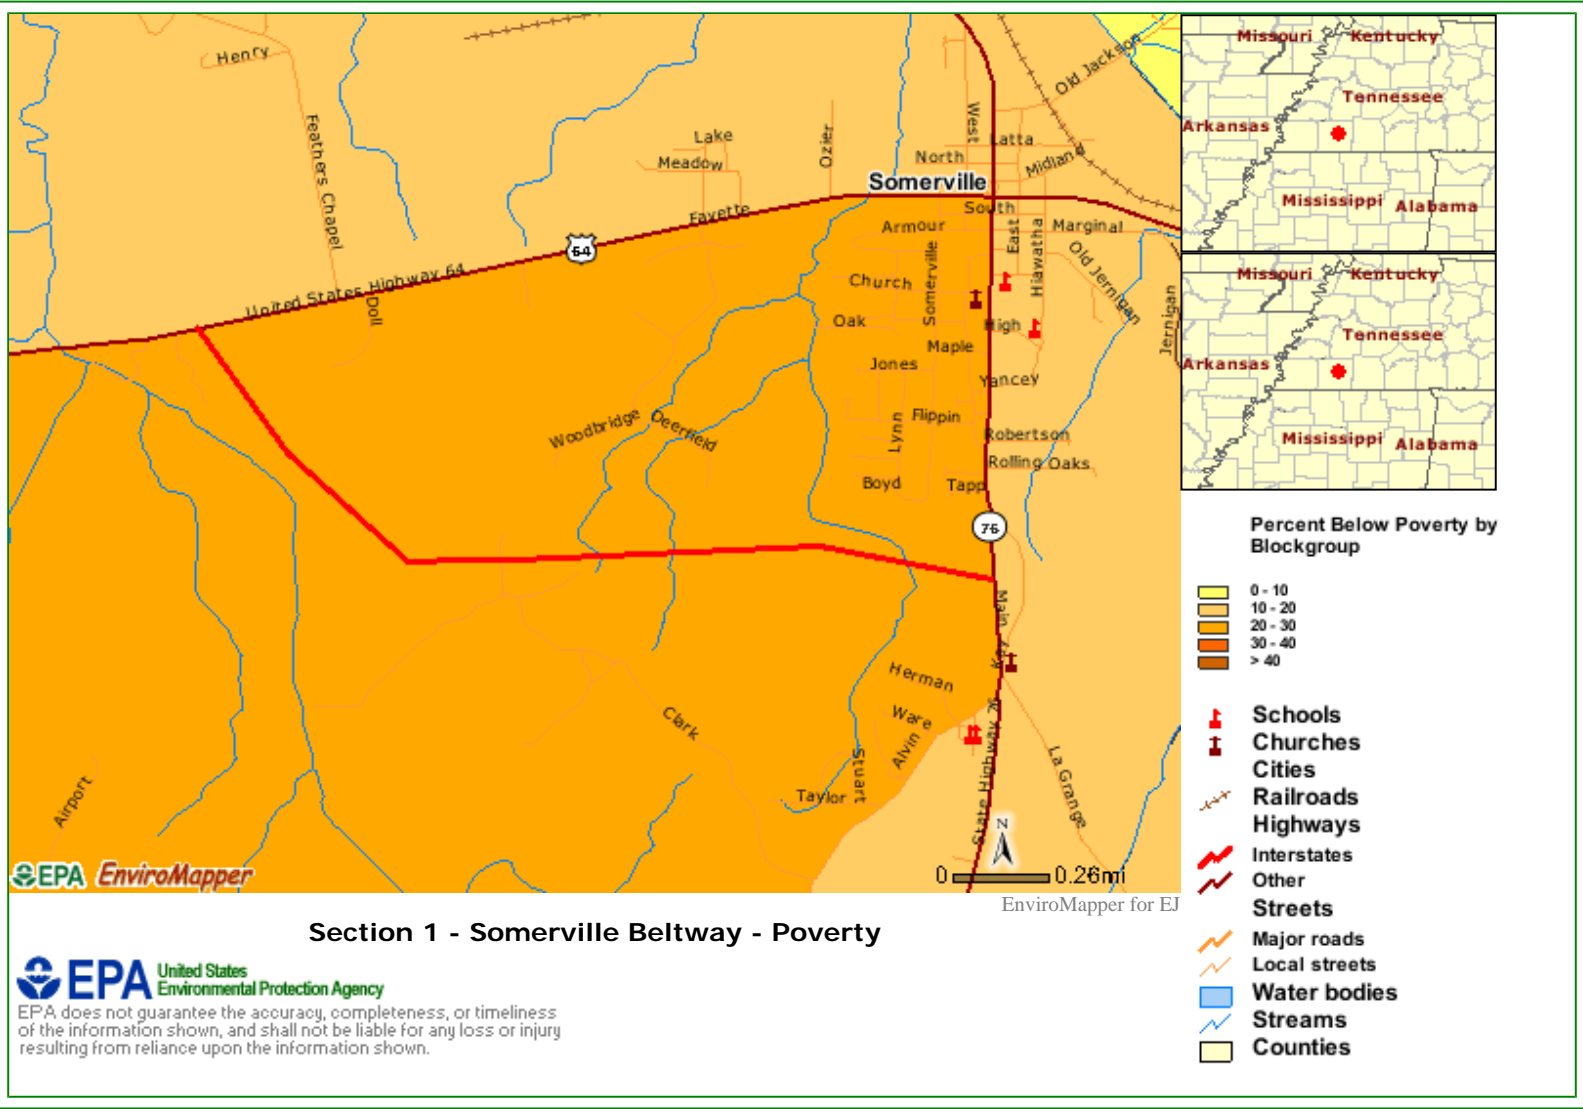 Henry
Feathers Chapel
Lake
Meadow
Ozier
West
Old Jackson
Latta
North
Midland
Somerville
Fayette
South
Armour
East
Hiawatha
Marginal
Old Jernigan
Jernigan
64
United States Highway 64
Doll
Church
Somerville
Oak
High
Maple
Jones
Yancey
Woodbridge
Deerfield
Lynn
Flippin
Robertson
Rolling Oaks
Boyd
Tapp
76
Main
Herman
Ware
Alvin
Clark
Stuart
Taylor
State Highway 76
La Grange
Airport
N
0 0.26mi
EPA EnviroMapper
EnviroMapper for EJ
Missouri
Kentucky
Tennessee
Arkansas
Mississippi
Alabama
Missouri
Kentucky
Tennessee
Arkansas
Mississippi
Alabama
Percent Below Poverty by
Blockgroup
0 - 10
10 - 20
20 - 30
30 - 40
> 40
Schools
Churches
Cities
Railroads
Highways
Interstates
Other
Streets
Major roads
Local streets
Water bodies
Streams
Counties
Section 1 - Somerville Beltway - Poverty
EPA United States
Environmental Protection Agency
EPA does not guarantee the accuracy, completeness, or timeliness
of the information shown, and shall not be liable for any loss or injury
resulting from reliance upon the information shown.